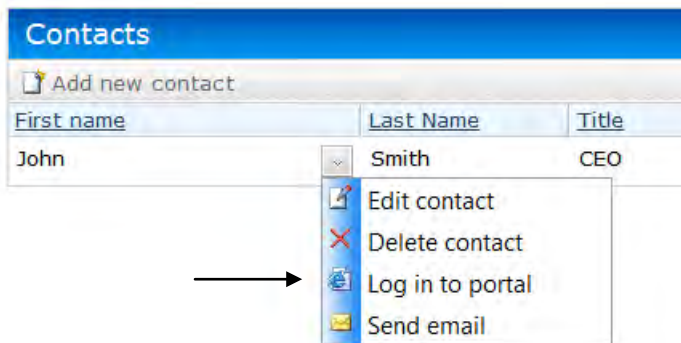 Contacts
Add new contact
First name Last Name Title
John Smith CEO
Edit contact
Delete contact
Log in to portal
Send email